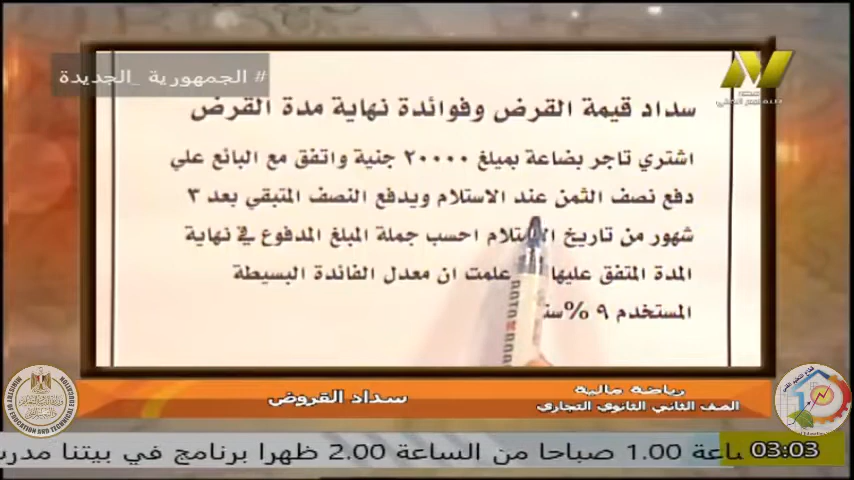 # الجمهورية _الجديدة
سداد قيمة القرض وفوائدة نهاية مدة القرض
اشتري تاجر بضاعة بمبلغ ٢٠٠٠٠ جنية واتفق مع البائع علي
دفع نصف الثمن عند الاستلام ويدفع النصف المتبقي بعد ٣
شهور من تاريخ الاستلام احسب جملة المبلغ المدفوع في نهاية
المدة المتفق عليها علمت ان معدل الفائدة البسيطة
المستخدم ٩ %
رياضة مالية
الصف الثاني الثانوي التجاري
سداد القروض
1.00 صباحا من الساعة 2.00 ظهرا برنامج في بيتنا
03:03